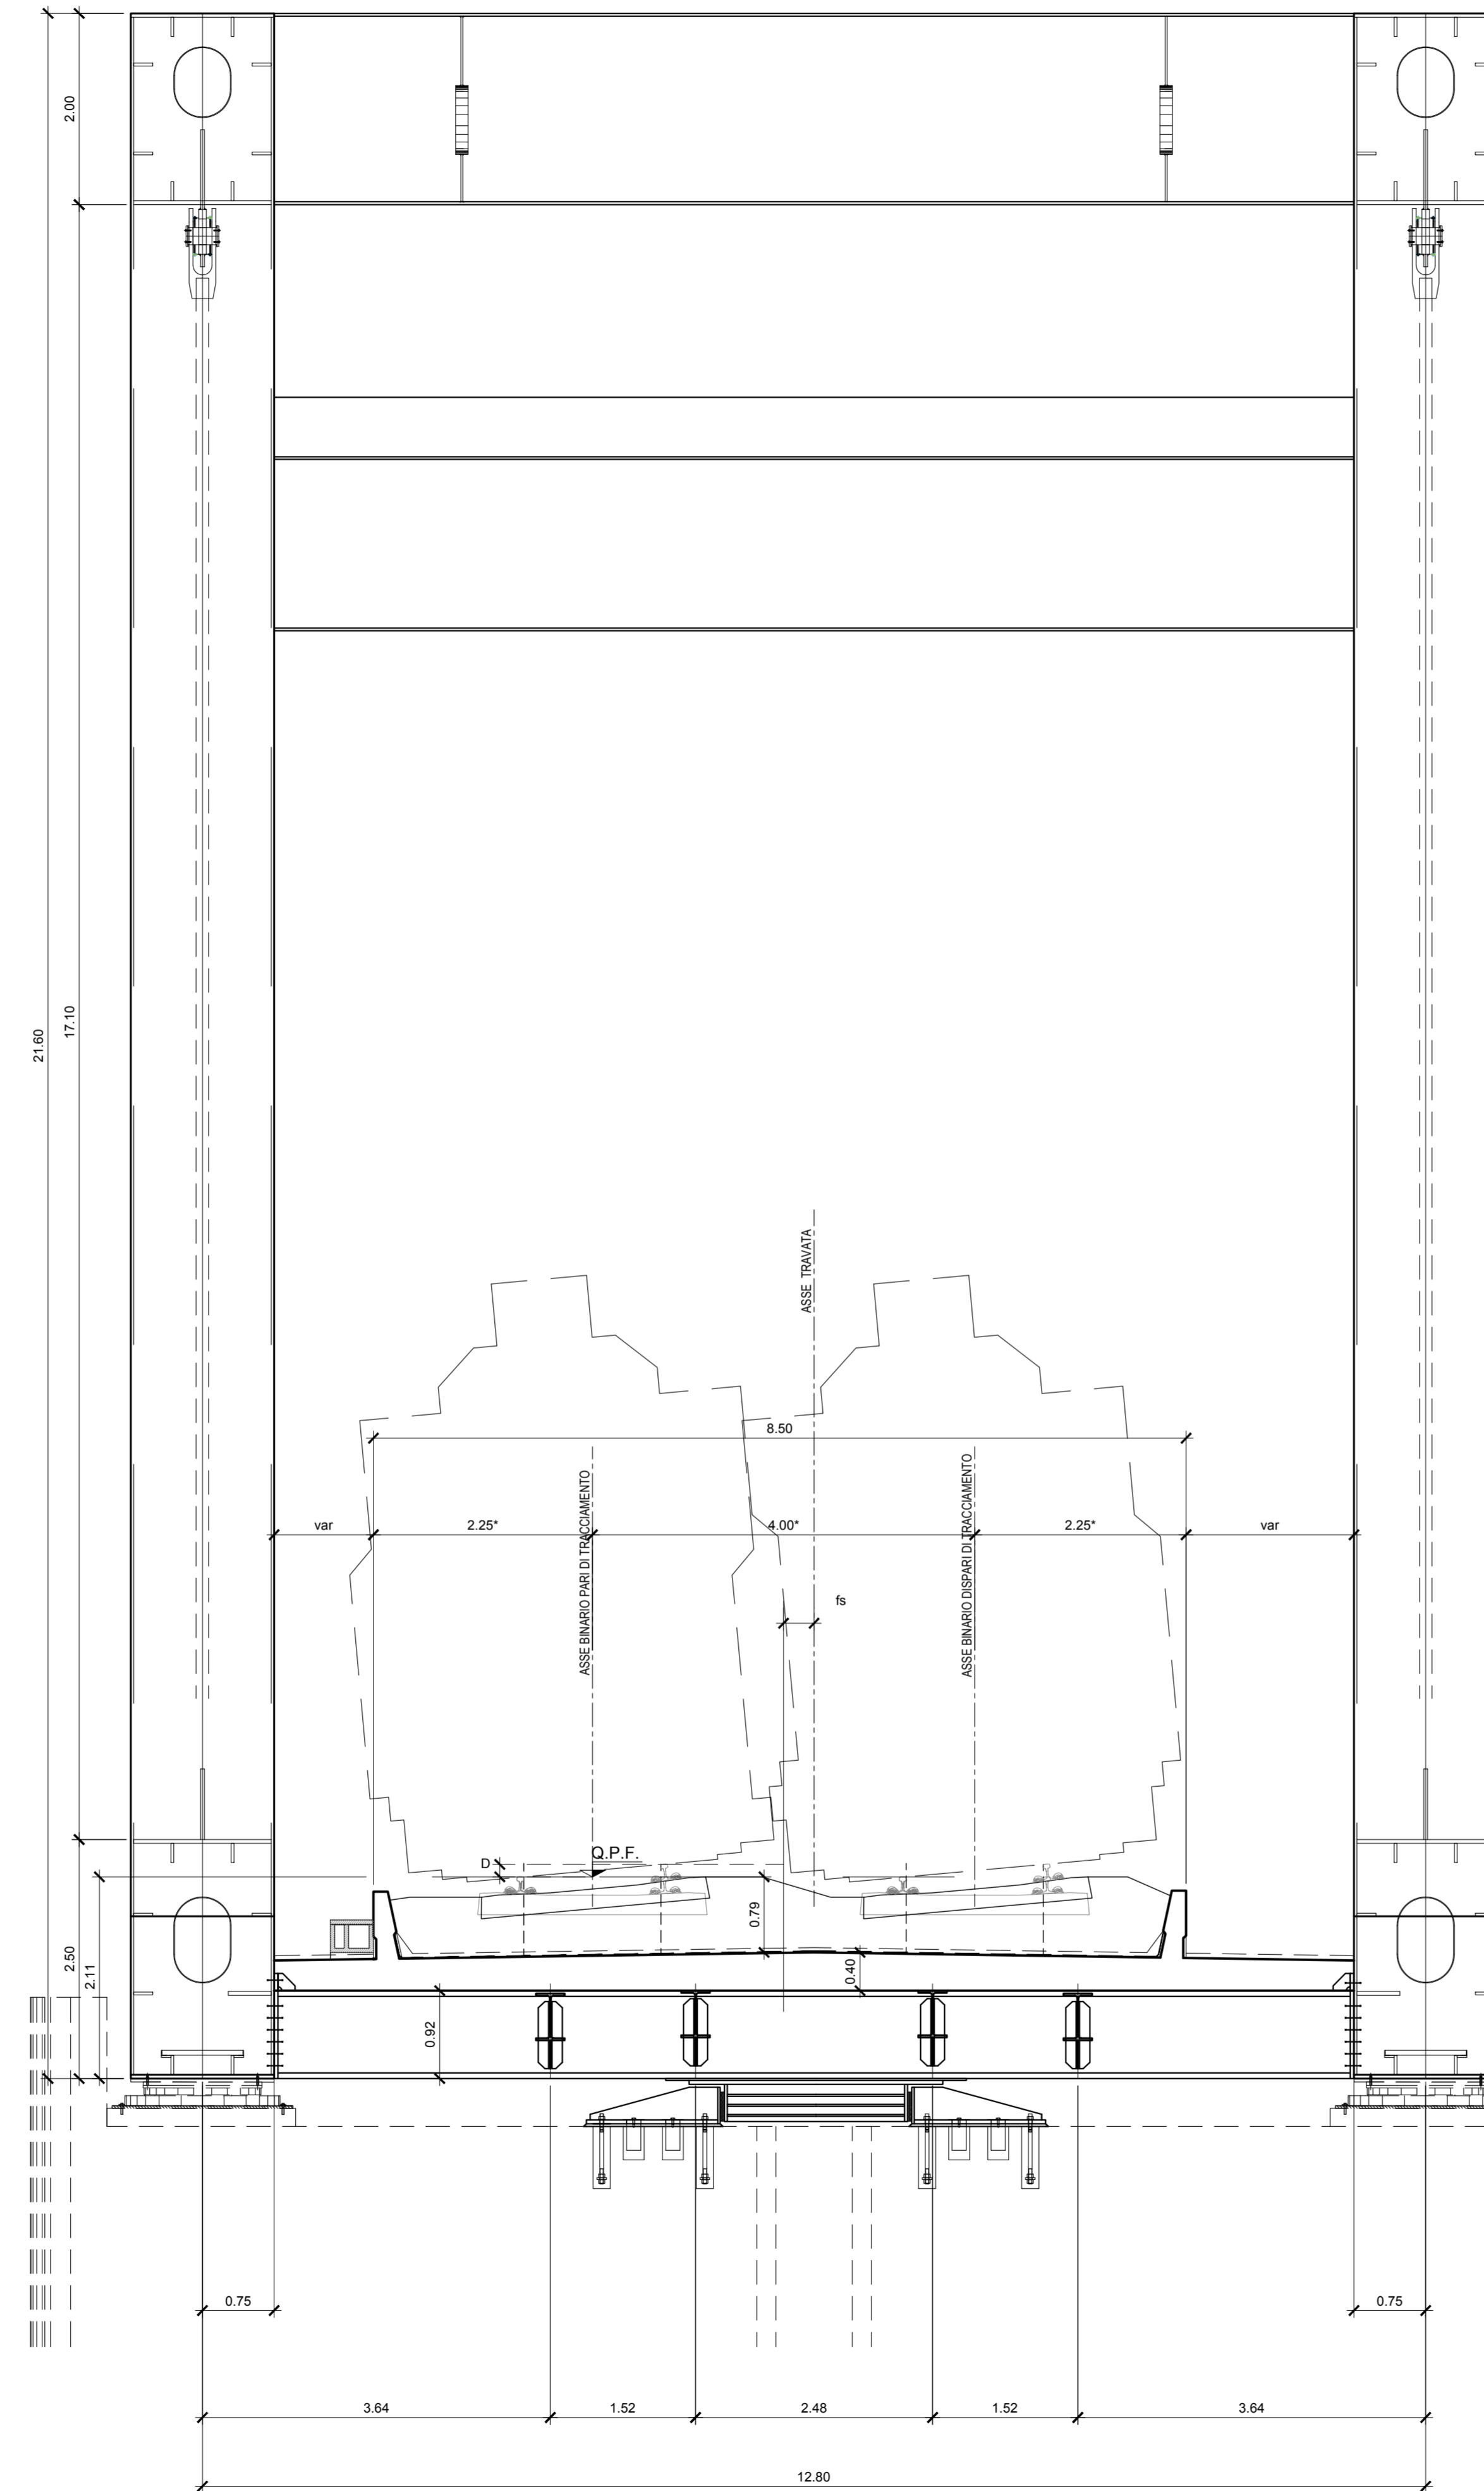 2.00
17.10
21.60
ASSE TRAVATA
8.50
ASSE BINARIO PARI DI TRACCIAMENTO
ASSE BINARIO DISPARI DI TRACCIAMENTO
var
2.25*
4.00*
2.25*
var
fs
Q.P.F.
D
0.79
2.50
2.11
0.40
0.92
0.75
0.75
3.64
1.52
2.48
1.52
3.64
12.80